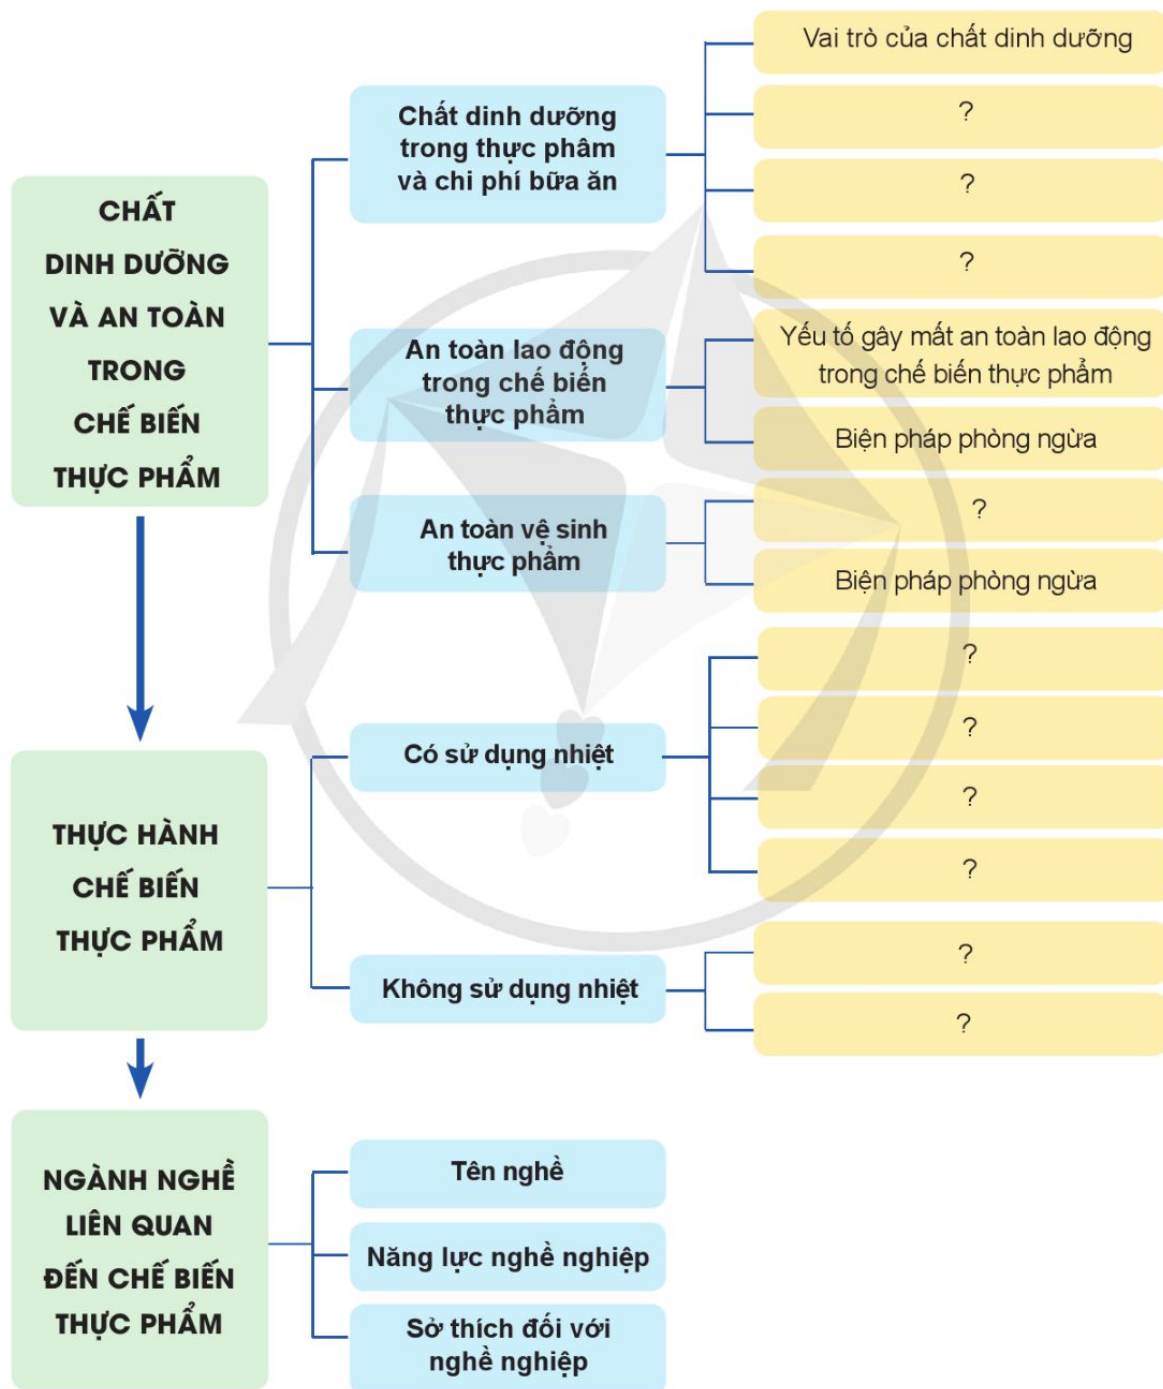 CHẤT
DINH DƯỠNG
VÀ AN TOÀN
TRONG
CHẾ BIẾN
THỰC PHẨM
Chất dinh dưỡng
trong thực phâm
và chi phí bữa ăn
Vai trò của chất dinh dưỡng
?
?
?
An toàn lao động
trong chế biến
thực phẩm
Yếu tố gây mất an toàn lao động
trong chế biến thực phẩm
Biện pháp phòng ngừa
An toàn vệ sinh
thực phẩm
?
Biện pháp phòng ngừa
THỰC HÀNH
CHẾ BIẾN
THỰC PHẨM
Có sử dụng nhiệt
?
?
?
?
Không sử dụng nhiệt
?
?
NGÀNH NGHỀ
LIÊN QUAN
ĐẾN CHẾ BIẾN
THỰC PHẨM
Tên nghề
Năng lực nghề nghiệp
Sở thích đối với
nghề nghiệp